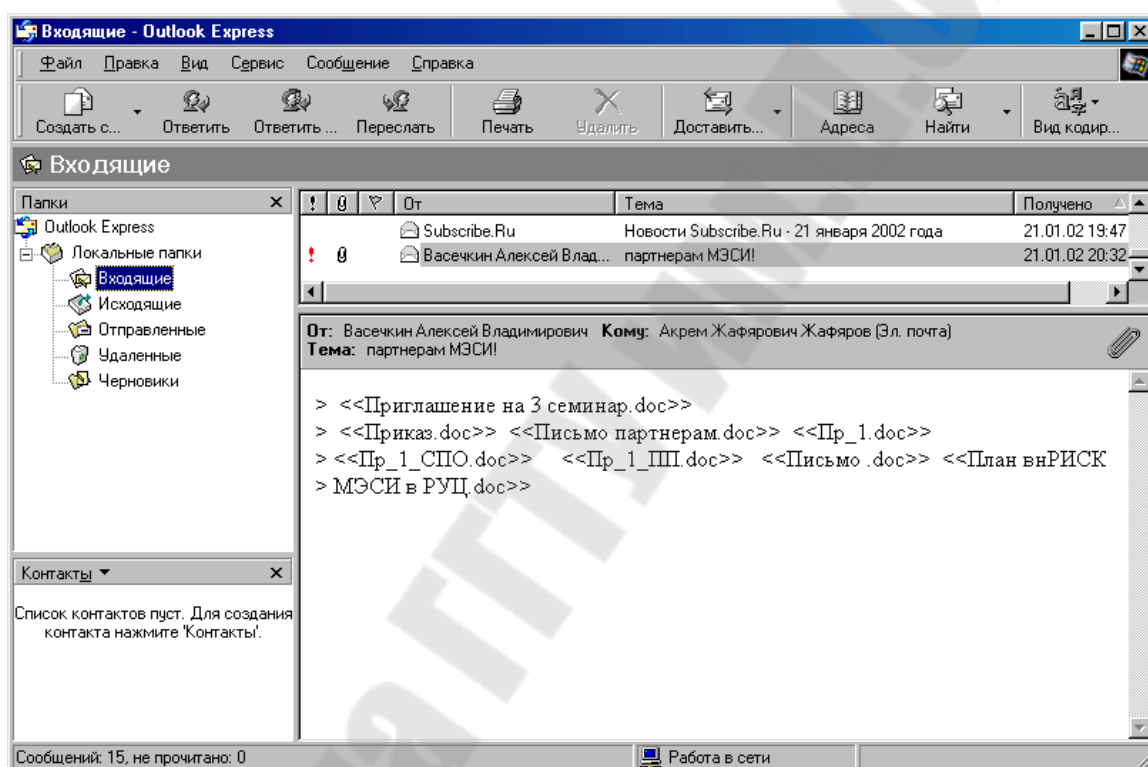 Входящие - Outlook Express
Файл Правка Вид Сервис Сообщение Справка
Создать с... Ответить Ответить ... Переслать Печать Удалить Доставить... Адреса Найти Вид кодир...
Входящие
Папки
Outlook Express
Локальные папки
Входящие
Исходящие
Отправленные
Удаленные
Черновики
Контакты
Список контактов пуст. Для создания
контакта нажмите 'Контакты'.
От Тема Получено
Subscribe.Ru Новости Subscribe.Ru - 21 января 2002 года 21.01.02 19:47
Васечкин Алексей Влад... партнерам МЭСИ! 21.01.02 20:32
От: Васечкин Алексей Владимирович Кому: Акрем Жафярович Жафяров (Эл. почта)
Тема: партнерам МЭСИ!
> <<Приглашение на 3 семинар.doc>>
> <<Приказ.doc>> <<Письмо партнерам.doc>> <<Пр_1.doc>>
> <<Пр_1_СПО.doc>> <<Пр_1_ПП.doc>> <<Письмо .doc>> <<План внРИСК
> МЭСИ в РУЦ.doc>>
Сообщений: 15, не прочитано: 0 Работа в сети